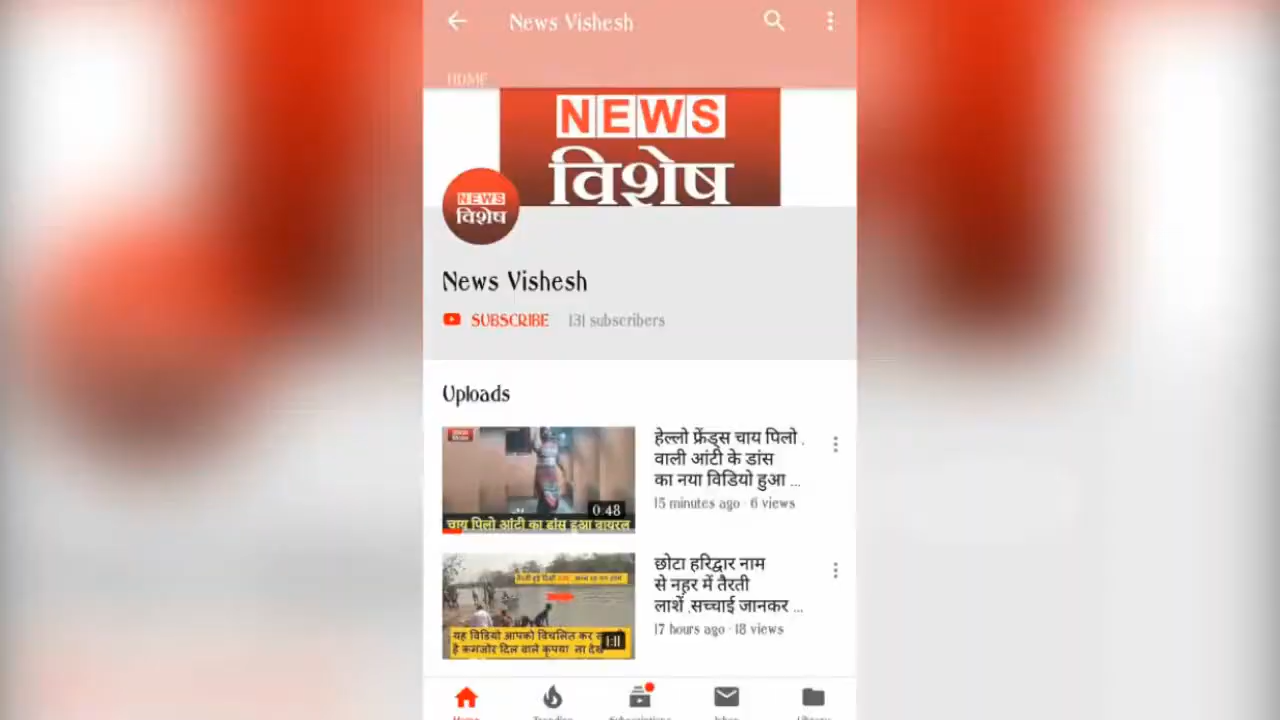 News Vishesh
HOME
NEWS
विशेष
NEWS
विशेष
News Vishesh
SUBSCRIBE 131 subscribers
Uploads
0:48
चाय पिलो आंटी का डांस हुआ वायरल
हेल्लो फ्रेंड्स चाय पिलो
वाली आंटी के डांस
का नया विडियो हुआ ...
15 minutes ago · 6 views
यह विडियो आपको विचलित कर
है कमजोर दिल वाले कृपया ना देखे
1:11
छोटा हरिद्वार नाम
से नहर में तैरती
लाशें ,सच्चाई जानकर ...
17 hours ago · 18 views